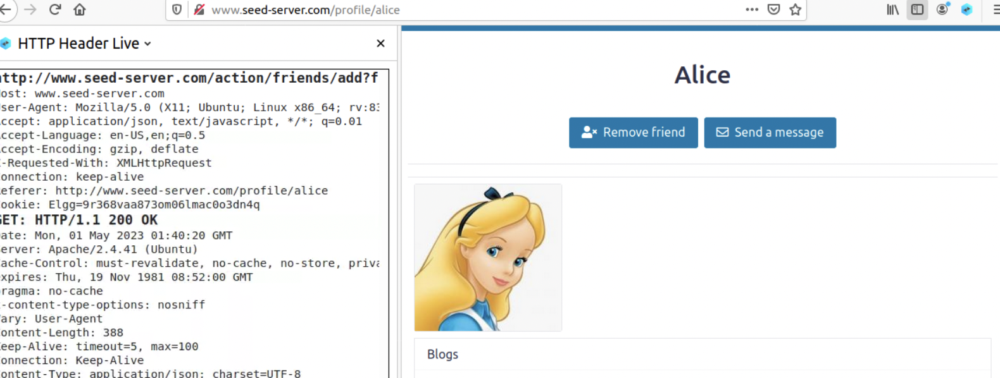 www.seed-server.com/profile/alice
HTTP Header Live
ttp://www.seed-server.com/action/friends/add?f
ost: www.seed-server.com
ser-Agent: Mozilla/5.0 (X11; Ubuntu; Linux x86_64; rv:83
ccept: application/json, text/javascript, */*; q=0.01
ccept-Language: en-US,en;q=0.5
ccept-Encoding: gzip, deflate
-Requested-With: XMLHttpRequest
onnection: keep-alive
eferer: http://www.seed-server.com/profile/alice
ookie: Elgg=9r368vaa873om06lmac0o3dn4q
GET: HTTP/1.1 200 OK
ate: Mon, 01 May 2023 01:40:20 GMT
erver: Apache/2.4.41 (Ubuntu)
ache-Control: must-revalidate, no-cache, no-store, priva
xpires: Thu, 19 Nov 1981 08:52:00 GMT
ragma: no-cache
-content-type-options: nosniff
ary: User-Agent
ontent-Length: 388
eep-Alive: timeout=5, max=100
onnection: Keep-Alive
ontent-Type: application/json; charset=UTF-8
Alice
Remove friend
Send a message
Blogs